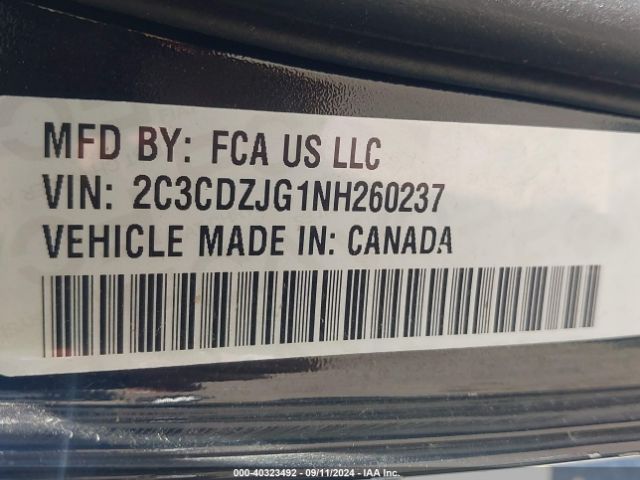 MFD BY: FCA US LLC
VIN: 2C3CDZJG1NH260237
VEHICLE MADE IN: CANADA
000-40323492 - 09/11/2024 - IAA Inc.